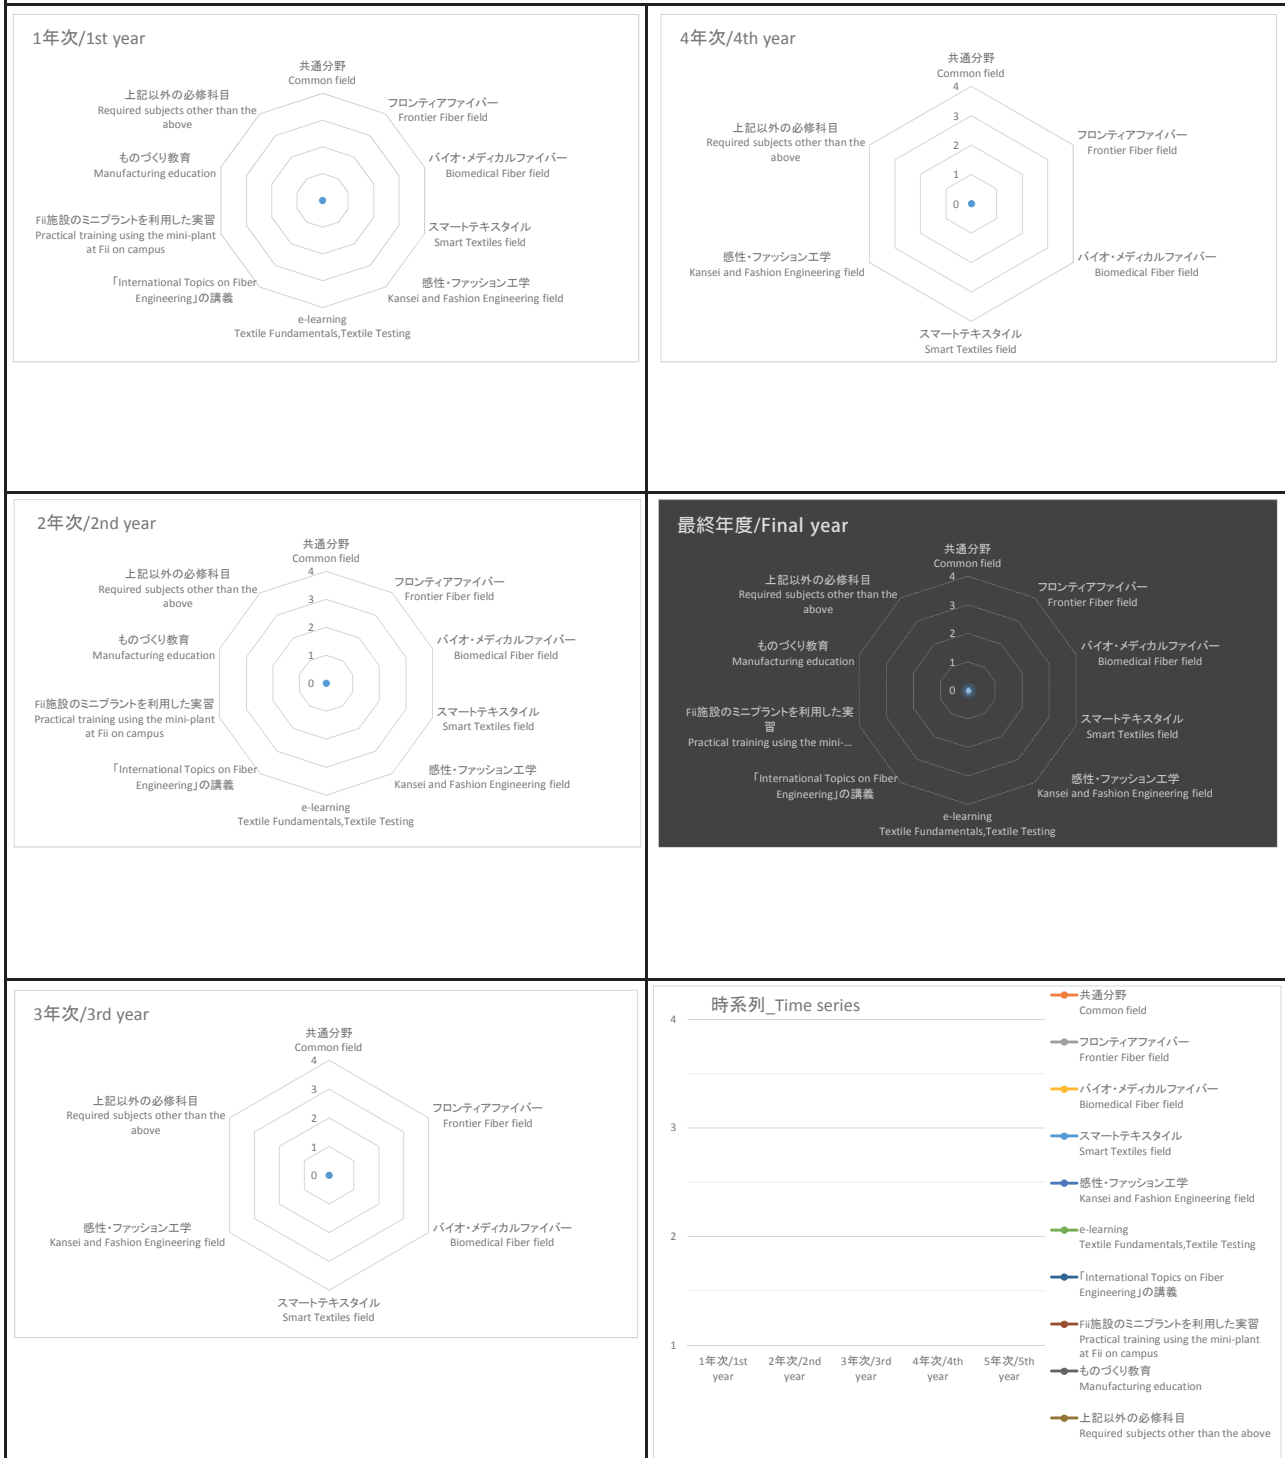 1年次/1st year
共通分野
Common field
フロンティアファイバー
Frontier Fiber field
バイオ・メディカルファイバー
Biomedical Fiber field
スマートテキスタイル
Smart Textiles field
感性・ファッション工学
Kansei and Fashion Engineering field
e-learning
Textile Fundamentals,Textile Testing
「International Topics on Fiber
Engineering」の講義
Fii施設のミニプラントを利用した実習
Practical training using the mini-plant
at Fii on campus
ものづくり教育
Manufacturing education
上記以外の必修科目
Required subjects other than the
above
4年次/4th year
共通分野
Common field
4
3
2
1
0
フロンティアファイバー
Frontier Fiber field
バイオ・メディカルファイバー
Biomedical Fiber field
スマートテキスタイル
Smart Textiles field
感性・ファッション工学
Kansei and Fashion Engineering field
上記以外の必修科目
Required subjects other than the
above
2年次/2nd year
共通分野
Common field
4
3
2
1
0
フロンティアファイバー
Frontier Fiber field
バイオ・メディカルファイバー
Biomedical Fiber field
スマートテキスタイル
Smart Textiles field
感性・ファッション工学
Kansei and Fashion Engineering field
e-learning
Textile Fundamentals,Textile Testing
「International Topics on Fiber
Engineering」の講義
Fii施設のミニプラントを利用した実習
Practical training using the mini-plant
at Fii on campus
ものづくり教育
Manufacturing education
上記以外の必修科目
Required subjects other than the
above
最終年度/Final year
共通分野
Common field
4
3
2
1
0
フロンティアファイバー
Frontier Fiber field
バイオ・メディカルファイバー
Biomedical Fiber field
スマートテキスタイル
Smart Textiles field
感性・ファッション工学
Kansei and Fashion Engineering field
e-learning
Textile Fundamentals,Textile Testing
「International Topics on Fiber
Engineering」の講義
Fii施設のミニプラントを利用した実
習
Practical training using the mini-...
ものづくり教育
Manufacturing education
上記以外の必修科目
Required subjects other than the
above
3年次/3rd year
共通分野
Common field
4
3
2
1
0
フロンティアファイバー
Frontier Fiber field
バイオ・メディカルファイバー
Biomedical Fiber field
スマートテキスタイル
Smart Textiles field
感性・ファッション工学
Kansei and Fashion Engineering field
上記以外の必修科目
Required subjects other than the
above
時系列_Time series
4
3
2
1
1年次/1st
year
2年次/2nd
year
3年次/3rd
year
4年次/4th
year
5年次/5th
year
共通分野
Common field
フロンティアファイバー
Frontier Fiber field
バイオ・メディカルファイバー
Biomedical Fiber field
スマートテキスタイル
Smart Textiles field
感性・ファッション工学
Kansei and Fashion Engineering field
e-learning
Textile Fundamentals,Textile Testing
「International Topics on Fiber
Engineering」の講義
Fii施設のミニプラントを利用した実習
Practical training using the mini-plant
at Fii on campus
ものづくり教育
Manufacturing education
上記以外の必修科目
Required subjects other than the above